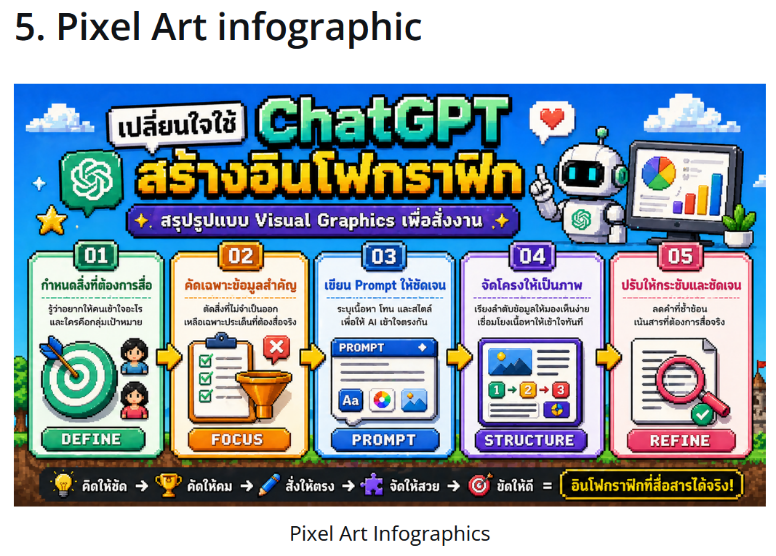 5. Pixel Art infographic
เปลี่ยนใจใช้ ChatGPT
สร้างอินโฟกราฟิก
สรุปรูปแบบ Visual Graphics เพื่อสั่งงาน
01
กำหนดสิ่งที่ต้องการสื่อ
รู้ว่าอยากให้คนเข้าใจอะไร
และใครคือกลุ่มเป้าหมาย
DEFINE
02
คัดเฉพาะข้อมูลสำคัญ
ตัดสิ่งที่ไม่จำเป็นออก
เหลือเฉพาะประเด็นที่ต้องสื่อจริง
FOCUS
03
เขียน Prompt ให้ชัดเจน
ระบุเนื้อหา โทน และสไตล์
เพื่อให้ AI เข้าใจตรงกัน
PROMPT
Aa
PROMPT
04
จัดโครงให้เป็นภาพ
เรียงลำดับข้อมูลให้มองเห็นง่าย
เชื่อมโยงเนื้อหาให้เข้าใจทันที
1 → 2 → 3
STRUCTURE
05
ปรับให้กระชับและชัดเจน
ลดคำที่ซ้ำซ้อน
เน้นสารที่ต้องการสื่อจริง
REFINE
คิดให้ชัด → คัดให้คม → สั่งให้ตรง → จัดให้สวย → ขัดให้ดี = อินโฟกราฟิกที่สื่อสารได้จริง!
Pixel Art Infographics